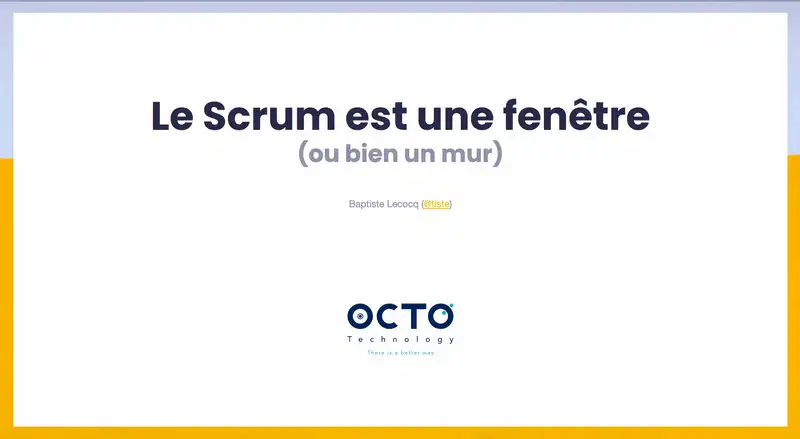 Le Scrum est une fenêtre
(ou bien un mur)
Baptiste Lecocq (@tiste)
OCTO
Technology
There is a better way